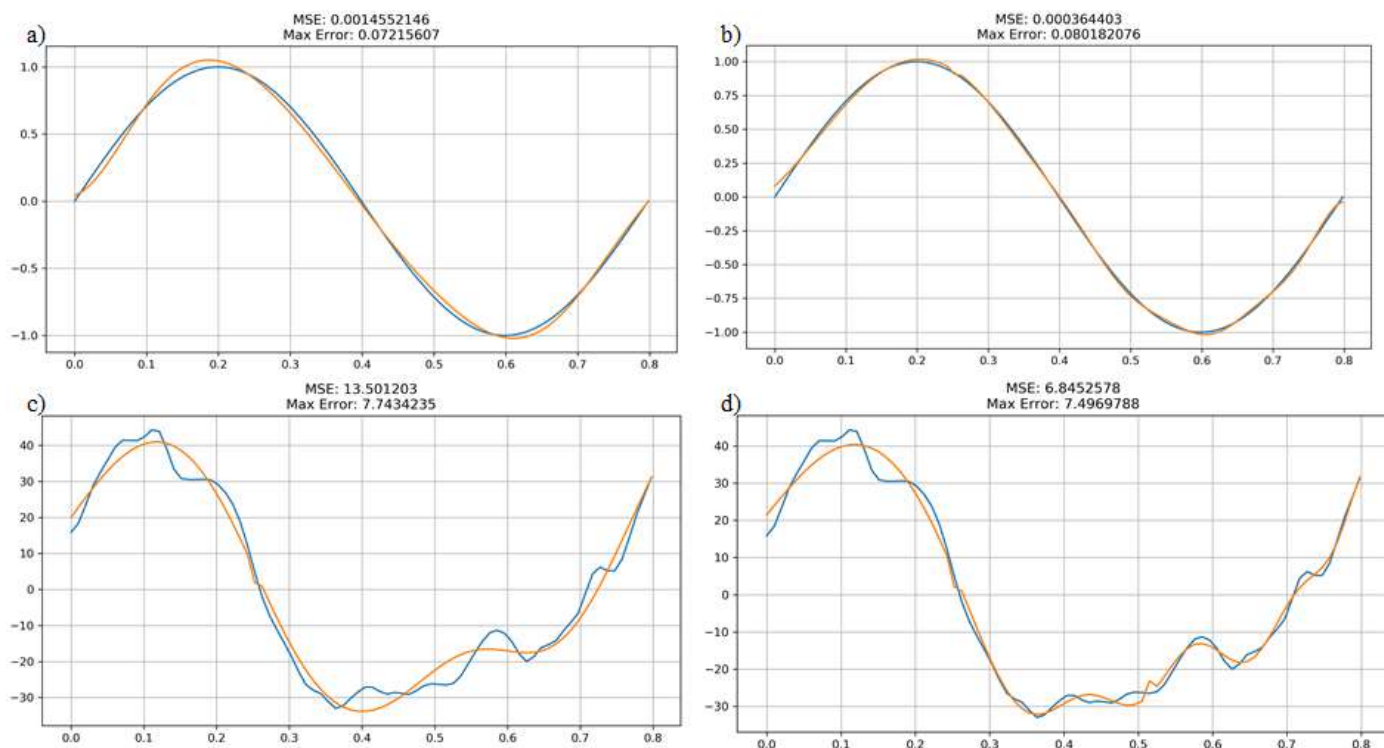 a)
MSE: 0.0014552146
Max Error: 0.07215607
1.0
0.5
0.0
−0.5
−1.0
0.0 0.1 0.2 0.3 0.4 0.5 0.6 0.7 0.8
b)
MSE: 0.000364403
Max Error: 0.080182076
1.00
0.75
0.50
0.25
0.00
−0.25
−0.50
−0.75
−1.00
0.0 0.1 0.2 0.3 0.4 0.5 0.6 0.7 0.8
c)
MSE: 13.501203
Max Error: 7.7434235
40
30
20
10
0
−10
−20
−30
0.0 0.1 0.2 0.3 0.4 0.5 0.6 0.7 0.8
d)
MSE: 6.8452578
Max Error: 7.4969788
40
30
20
10
0
−10
−20
−30
0.0 0.1 0.2 0.3 0.4 0.5 0.6 0.7 0.8